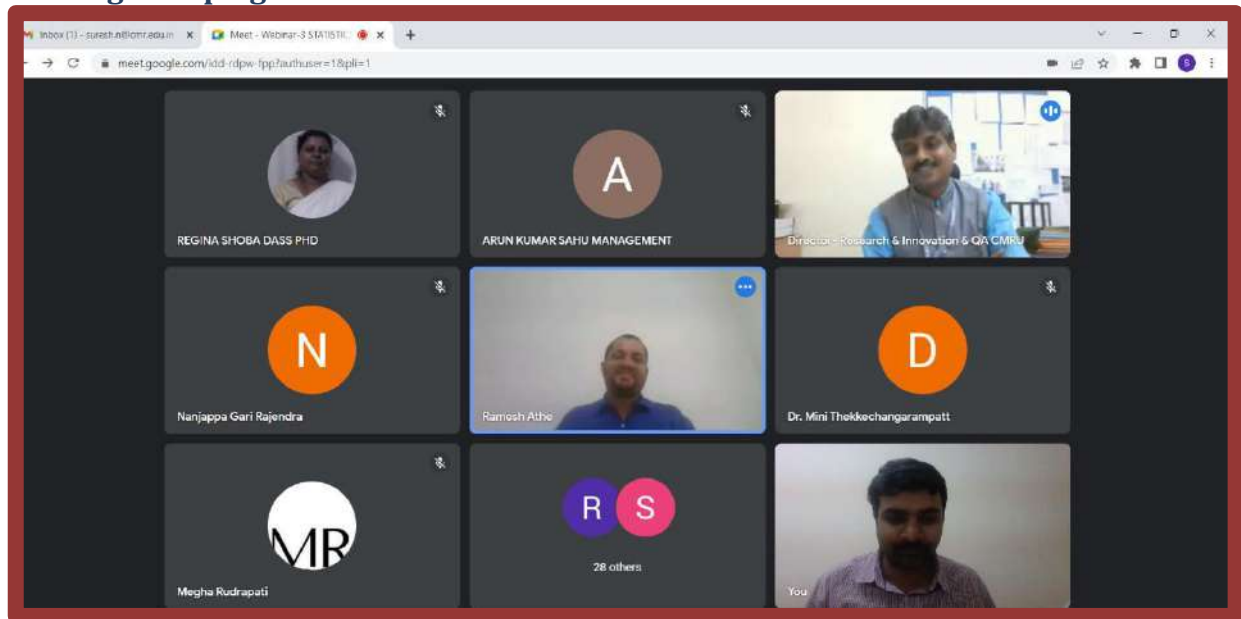 Inbox (1) - suresh.n@cmr.edu.in
Meet - Webinar-3 STATISTIC
meet.google.com/idd-rdpw-fpp?authuser=1&pli=1
S
A
REGINA SHOBA DASS PHD
ARUN KUMAR SAHU MANAGEMENT
Director - Research & Innovation & QA CMRU
N
D
Nanjappa Gari Rajendra
Ramesh Athe
Dr. Mini Thekkechangarampatt
MR
R S
28 others
Megha Rudrapati
You